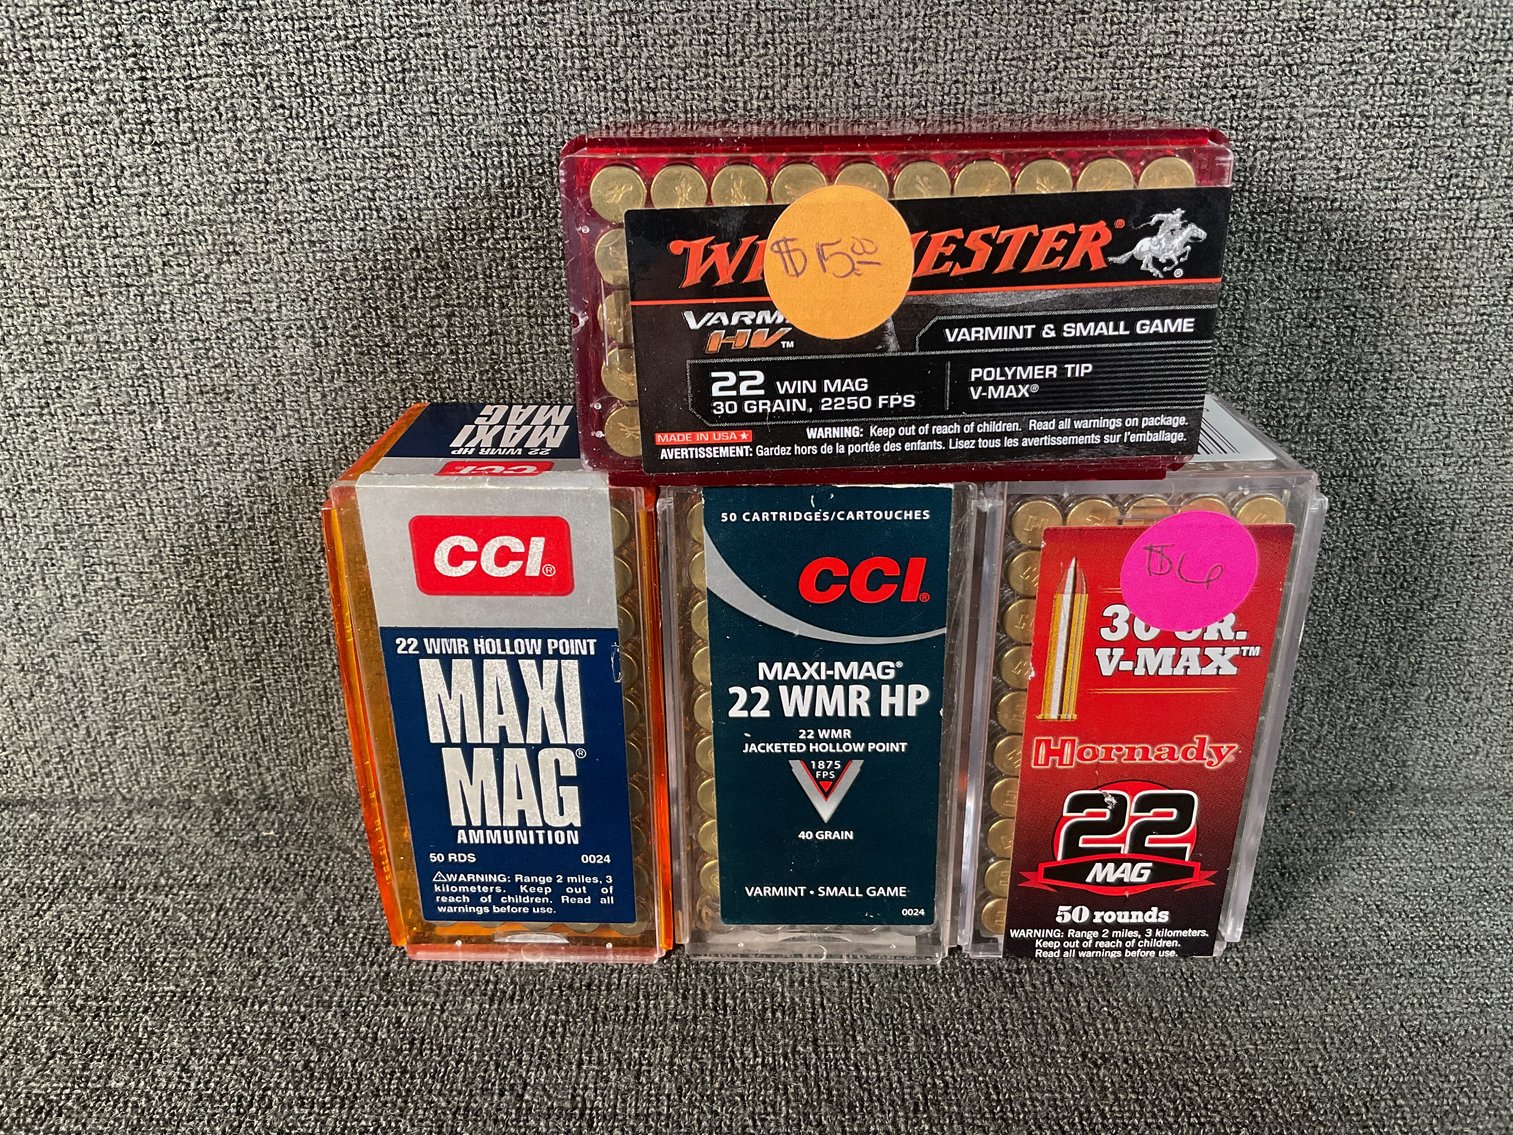 $15.00
WINCHESTER®
VARMINT
HV™
VARMINT & SMALL GAME
22 WIN MAG
30 GRAIN, 2250 FPS
POLYMER TIP
V-MAX®
MADE IN USA
WARNING: Keep out of reach of children. Read all warnings on package.
AVERTISSEMENT: Gardez hors de la portée des enfants. Lisez tous les avertissements sur l'emballage.
MAXI
MAG
22 WMR HP
CCI
CCI®
22 WMR HOLLOW POINT
MAXI
MAG®
AMMUNITION
50 RDS 0024
⚠WARNING: Range 2 miles, 3
kilometers. Keep out of
reach of children. Read all
warnings before use.
50 CARTRIDGES/CARTOUCHES
CCI®
MAXI-MAG®
22 WMR HP
22 WMR
JACKETED HOLLOW POINT
1875
FPS
40 GRAIN
VARMINT • SMALL GAME
0024
$6
30 GR.
V-MAX™
Hornady
22
MAG
50 rounds
WARNING: Range 2 miles, 3 kilometers.
Keep out of reach of children.
Read all warnings before use.